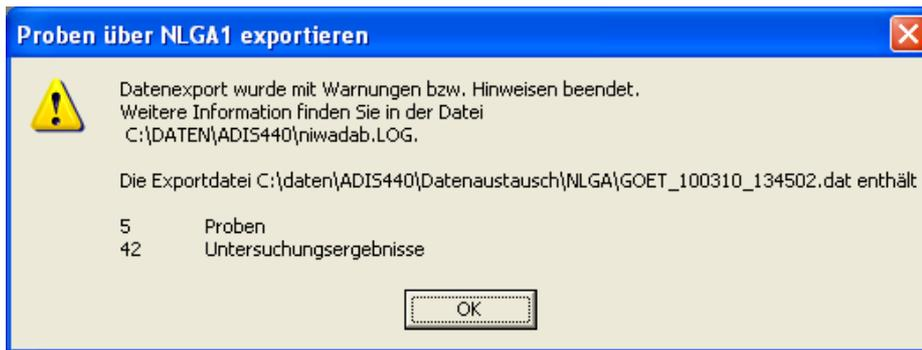 Proben über NLGA1 exportieren
Datenexport wurde mit Warnungen bzw. Hinweisen beendet.
Weitere Information finden Sie in der Datei
C:\DATEN\ADIS440\niwadab.LOG.
Die Exportdatei C:\daten\ADIS440\Datenaustausch\NLGA\GOET_100310_134502.dat enthält
5 Proben
42 Untersuchungsergebnisse
OK